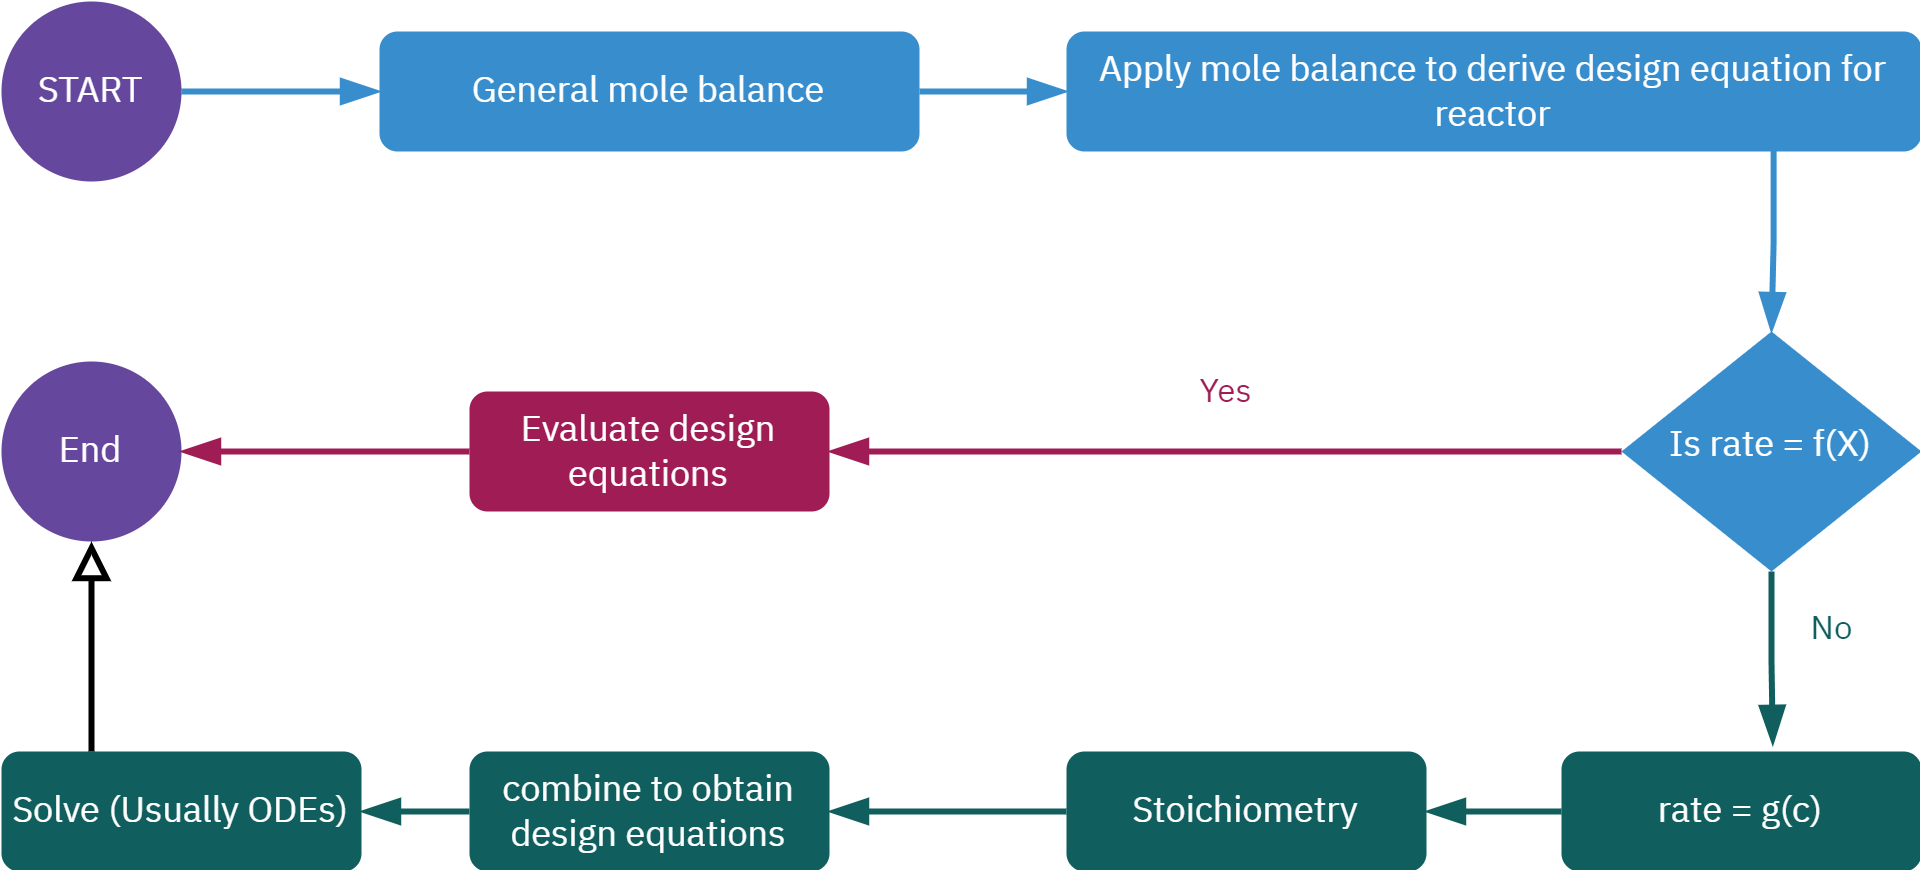 START
General mole balance
Apply mole balance to derive design equation for
reactor
Is rate = f(X)
Yes
Evaluate design
equations
End
No
rate = g(c)
Stoichiometry
combine to obtain
design equations
Solve (Usually ODEs)